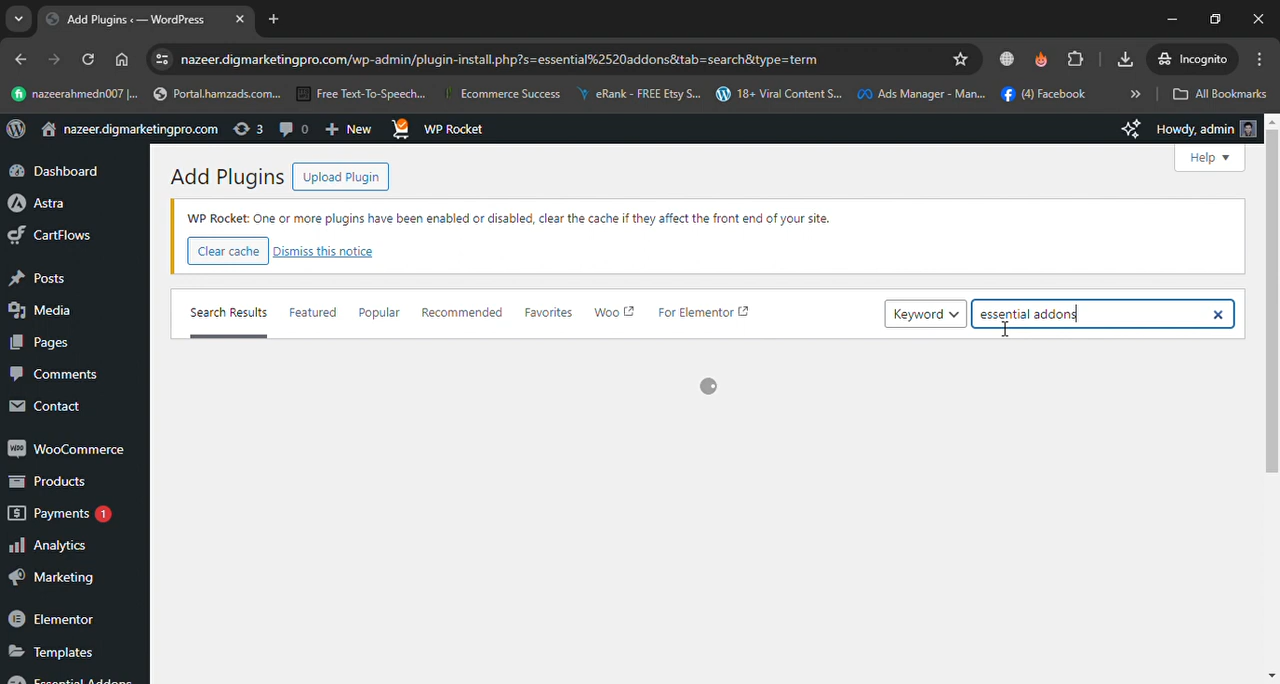 Add Plugins ‹ — WordPress
nazeer.digmarketingpro.com/wp-admin/plugin-install.php?s=essential%2520addons&tab=search&type=term
Incognito
nazeerahmedn007 |...
Portal.hamzads.com...
Free Text-To-Speech...
Ecommerce Success
eRank - FREE Etsy S...
18+ Viral Content S...
Ads Manager - Man...
(4) Facebook
All Bookmarks
nazeer.digmarketingpro.com
3
0
New
WP Rocket
Howdy, admin
Help
Dashboard
Astra
CartFlows
Posts
Media
Pages
Comments
Contact
WooCommerce
Products
Payments 1
Analytics
Marketing
Elementor
Templates
Essential Addons
Add Plugins
Upload Plugin
WP Rocket: One or more plugins have been enabled or disabled, clear the cache if they affect the front end of your site.
Clear cache
Dismiss this notice
Search Results
Featured
Popular
Recommended
Favorites
Woo
For Elementor
Keyword
essential addons